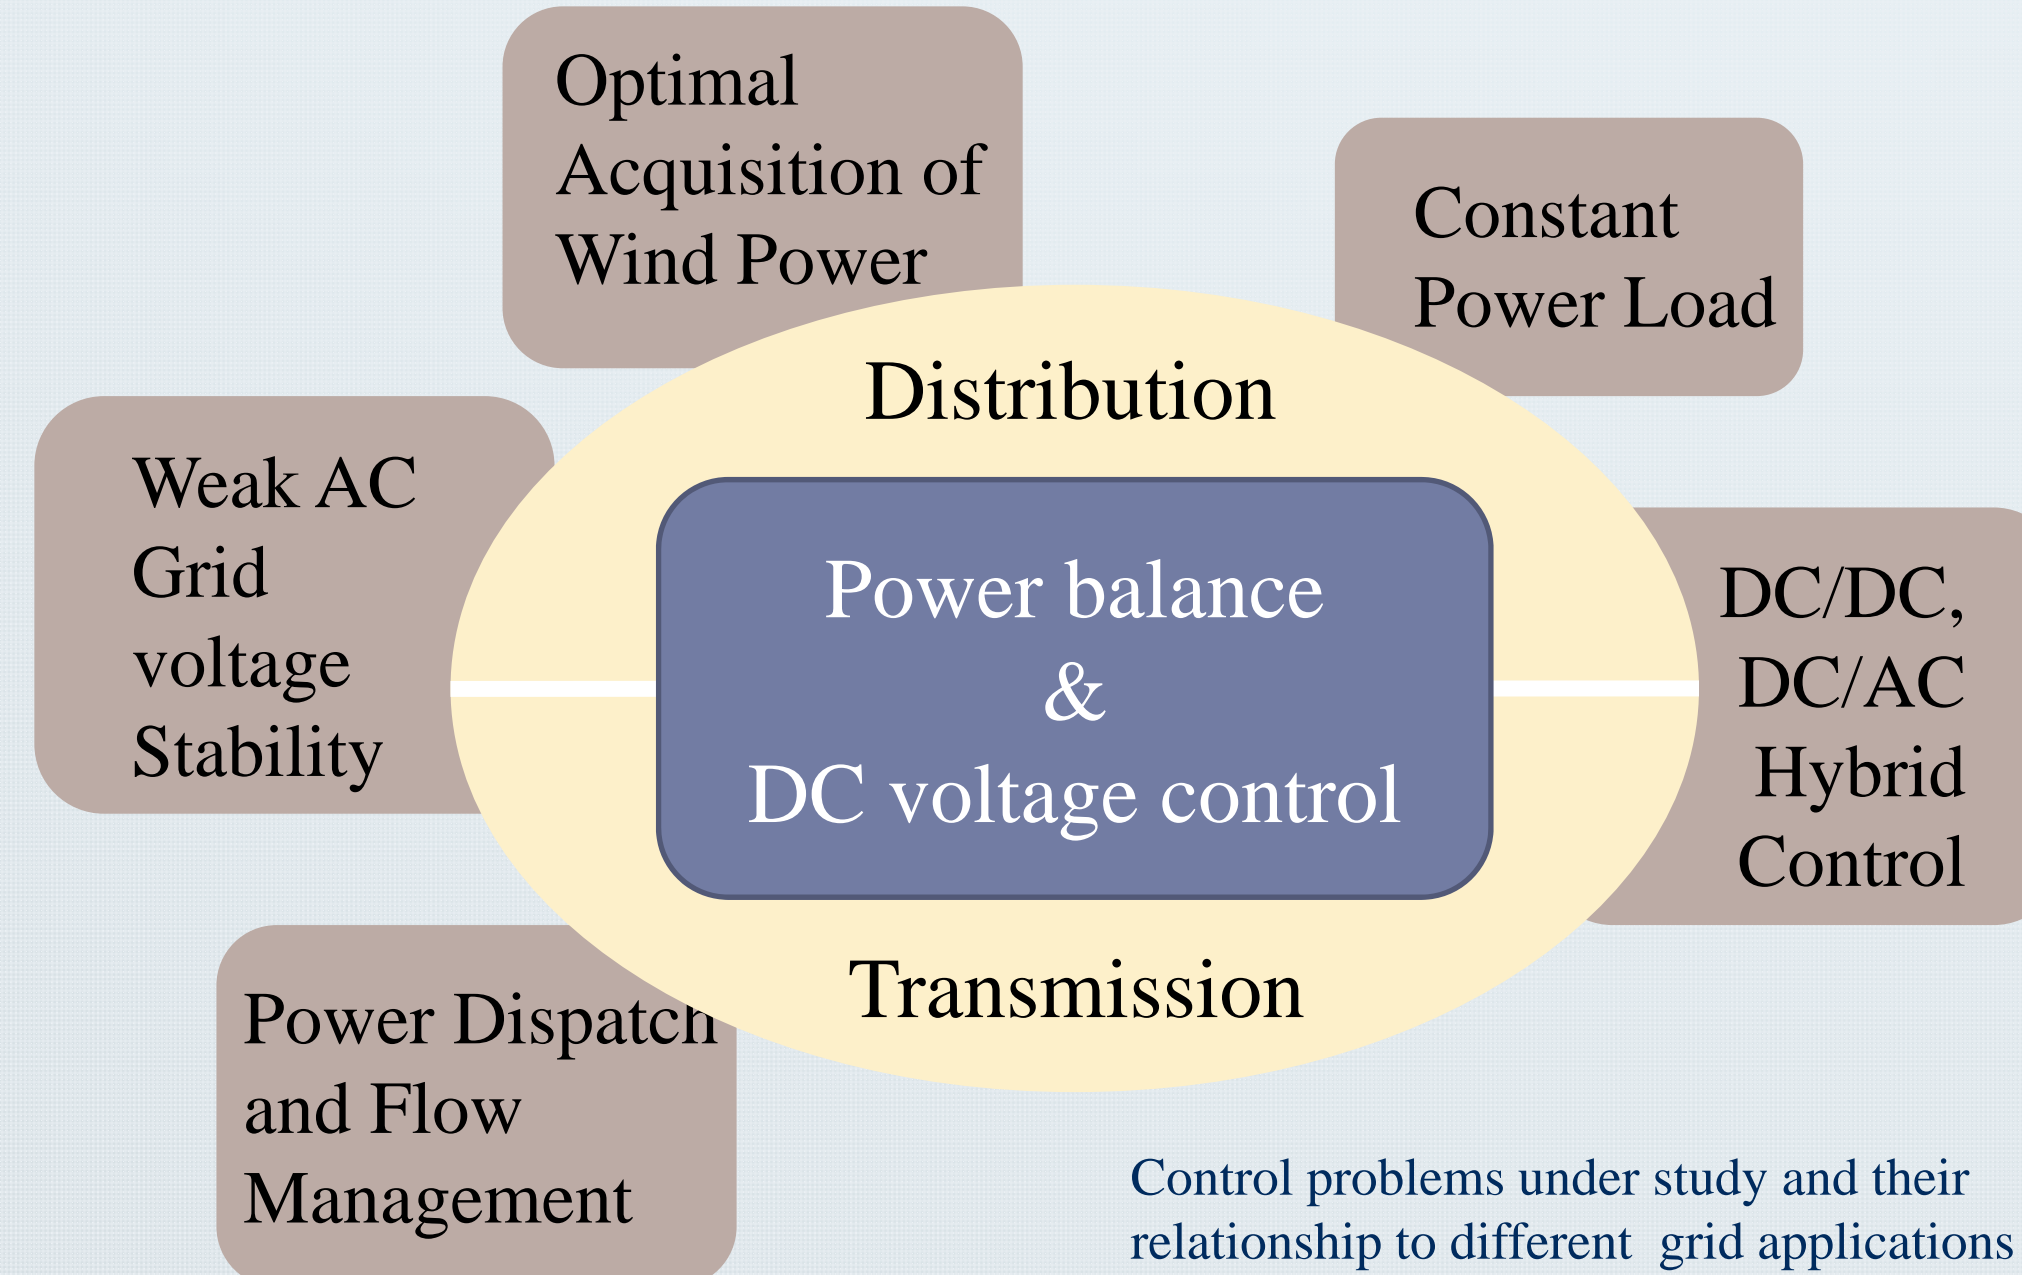 Optimal
Acquisition of
Wind Power
Constant
Power Load
Distribution
Weak AC
Grid
voltage
Stability
Power balance
&
DC voltage control
DC/DC,
DC/AC
Hybrid
Control
Transmission
Power Dispatch
and Flow
Management
Control problems under study and their
relationship to different  grid applications